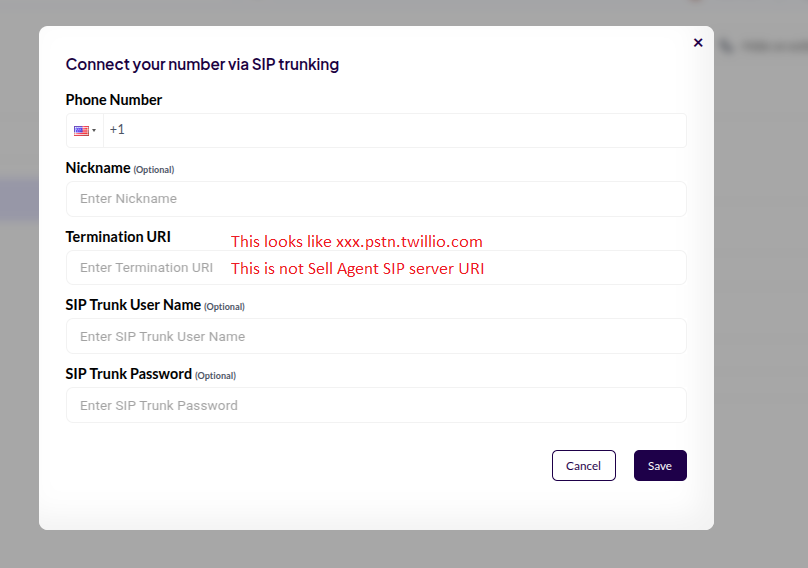 ×
Connect your number via SIP trunking
Phone Number
+1
Nickname (Optional)
Enter Nickname
Termination URI
This looks like xxx.pstn.twillio.com
Enter Termination URI
This is not Sell Agent SIP server URI
SIP Trunk User Name (Optional)
Enter SIP Trunk User Name
SIP Trunk Password (Optional)
Enter SIP Trunk Password
Cancel
Save